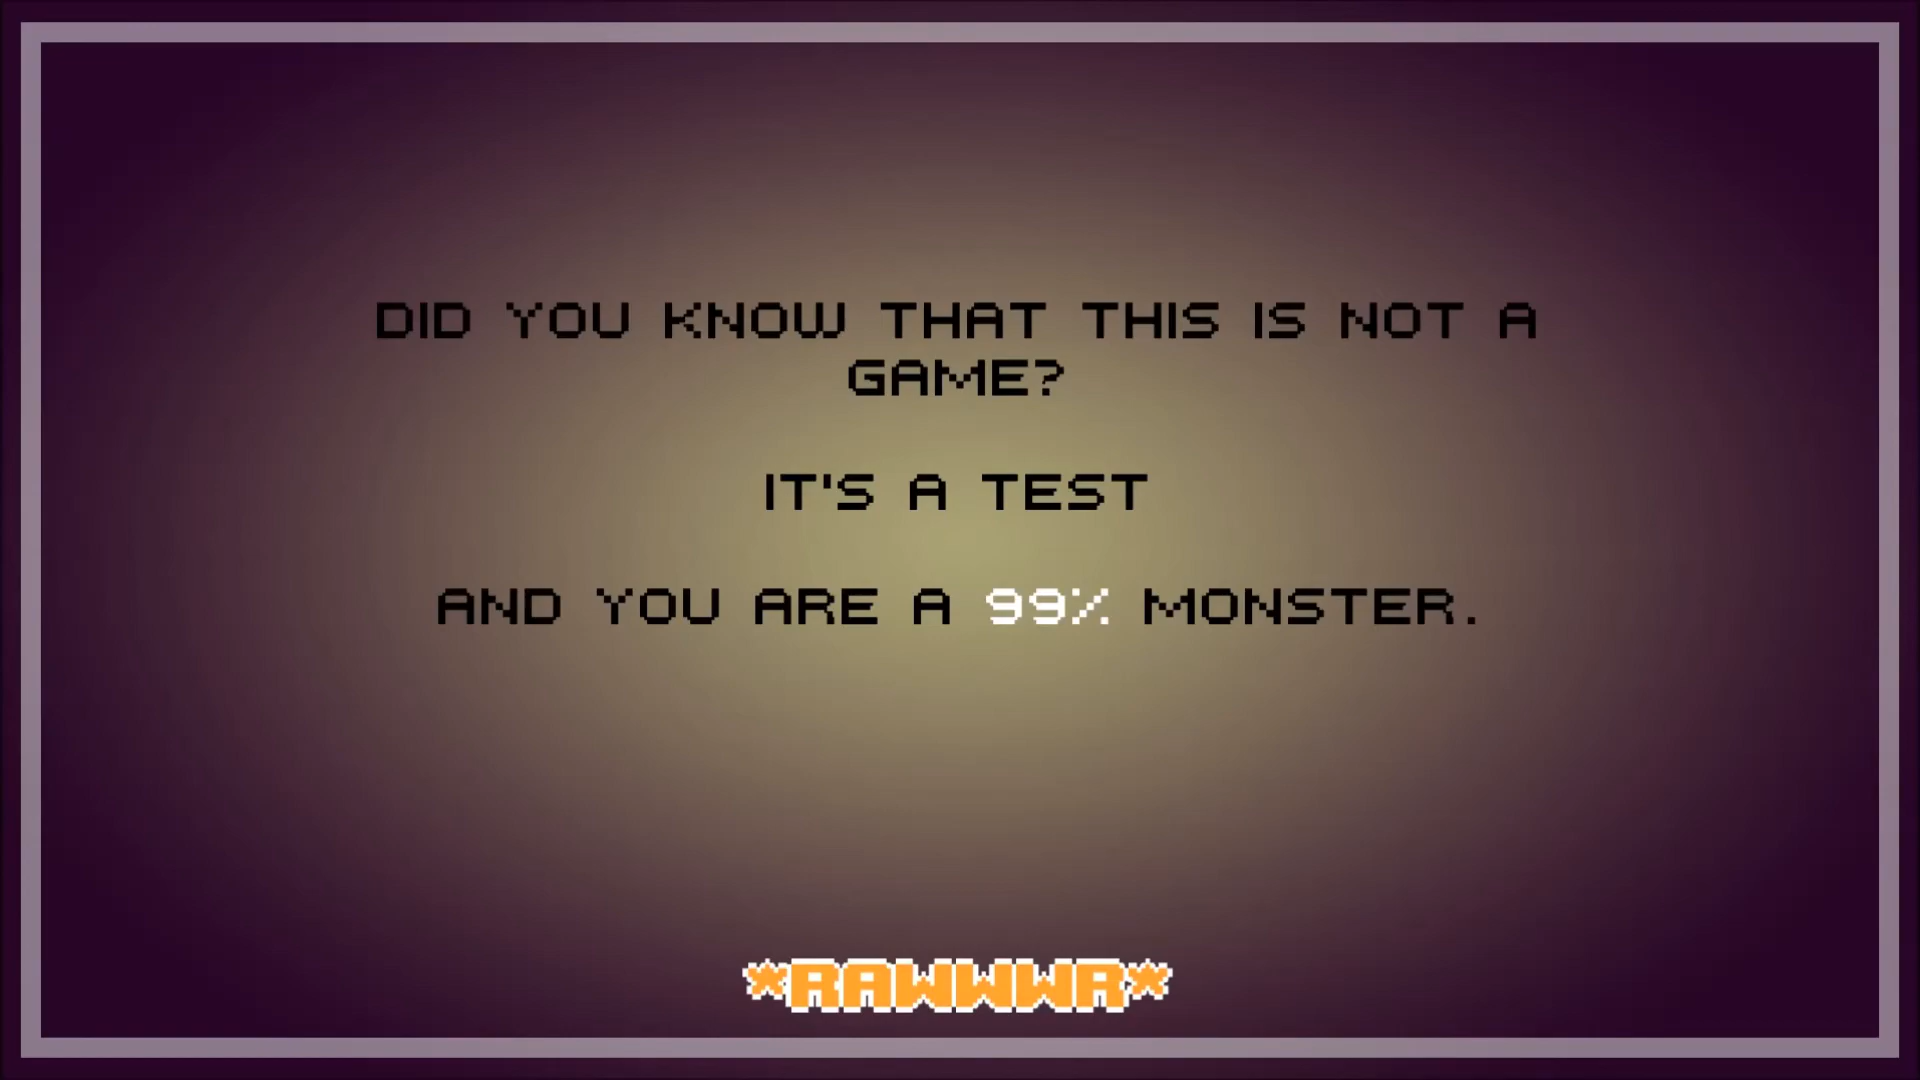 DID YOU KNOW THAT THIS IS NOT A
GAME?
IT'S A TEST
AND YOU ARE A 99% MONSTER.
*RAWWWR*